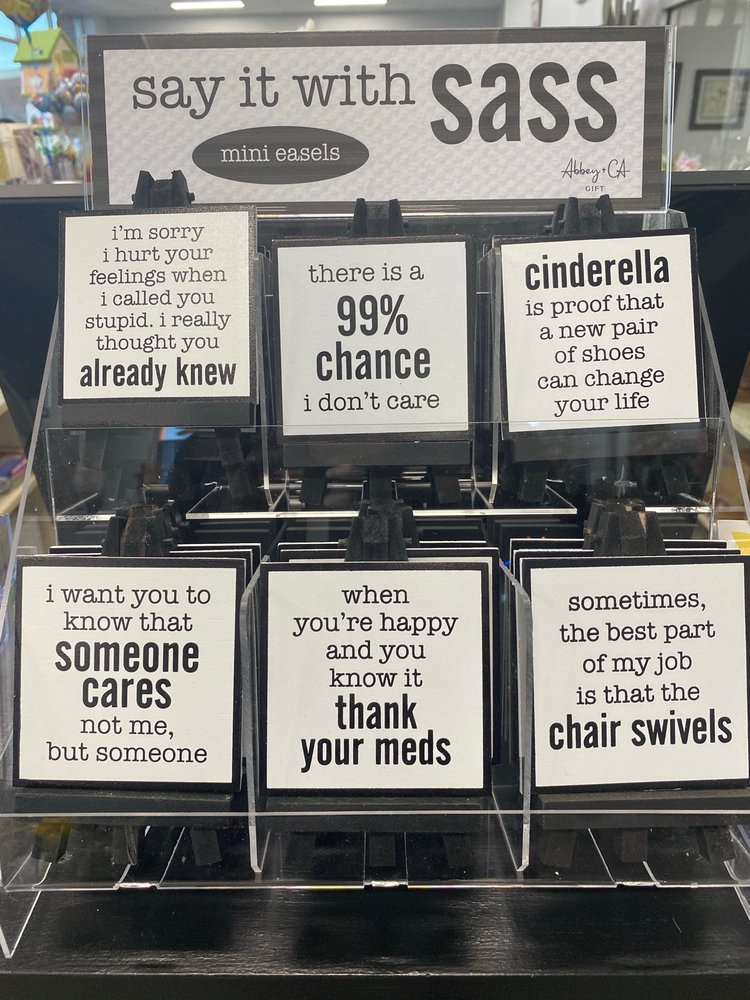 say it with sass
mini easels
Abbey + CA
GIFT
i'm sorry
i hurt your
feelings when
i called you
stupid. i really
thought you
already knew
there is a
99%
chance
i don't care
cinderella
is proof that
a new pair
of shoes
can change
your life
i want you to
know that
someone
cares
not me,
but someone
when
you're happy
and you
know it
thank
your meds
sometimes,
the best part
of my job
is that the
chair swivels